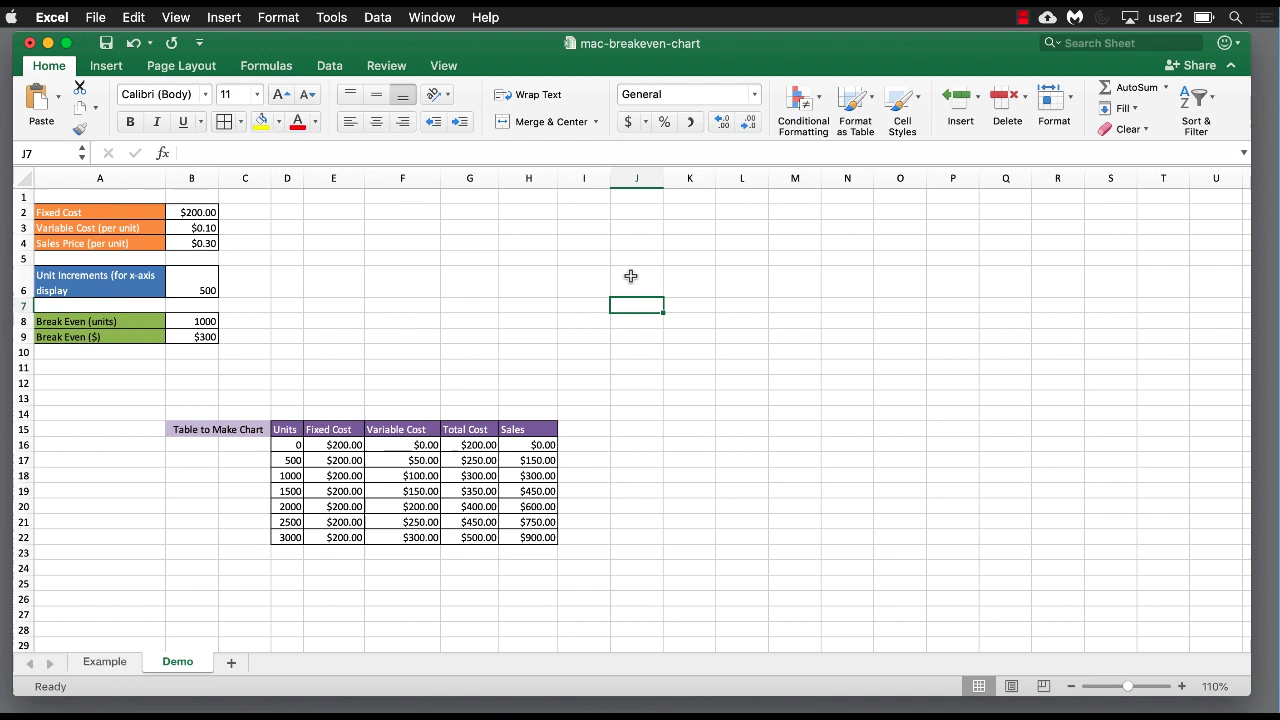 Excel File Edit View Insert Format Tools Data Window Help user2
mac-breakeven-chart
Search Sheet
Home Insert Page Layout Formulas Data Review View Share
Paste
Calibri (Body) 11
B I U
Wrap Text
Merge & Center
General
$ % )
Conditional Formatting
Format as Table
Cell Styles
Insert
Delete
Format
AutoSum
Fill
Clear
Sort & Filter
J7 fx
A B C D E F G H I J K L M N O P Q R S T U
1
2 Fixed Cost $200.00
3 Variable Cost (per unit) $0.10
4 Sales Price (per unit) $0.30
5
Unit Increments (for x-axis
6 display 500
7
8 Break Even (units) 1000
9 Break Even ($) $300
10
11
12
13
14
15 Table to Make Chart Units Fixed Cost Variable Cost Total Cost Sales
16 0 $200.00 $0.00 $200.00 $0.00
17 500 $200.00 $50.00 $250.00 $150.00
18 1000 $200.00 $100.00 $300.00 $300.00
19 1500 $200.00 $150.00 $350.00 $450.00
20 2000 $200.00 $200.00 $400.00 $600.00
21 2500 $200.00 $250.00 $450.00 $750.00
22 3000 $200.00 $300.00 $500.00 $900.00
23
24
25
26
27
28
29
Example Demo +
Ready 110%